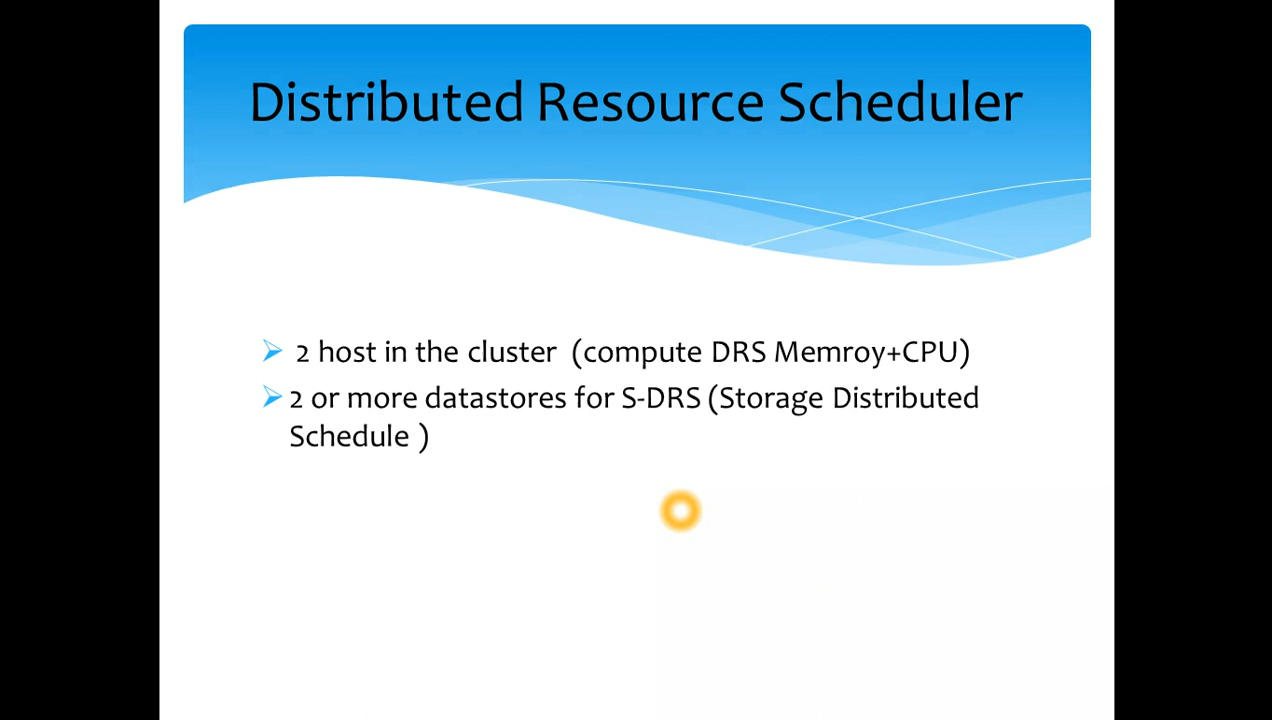 Distributed Resource Scheduler
2 host in the cluster (compute DRS Memroy+CPU)
2 or more datastores for S-DRS (Storage Distributed
Schedule )